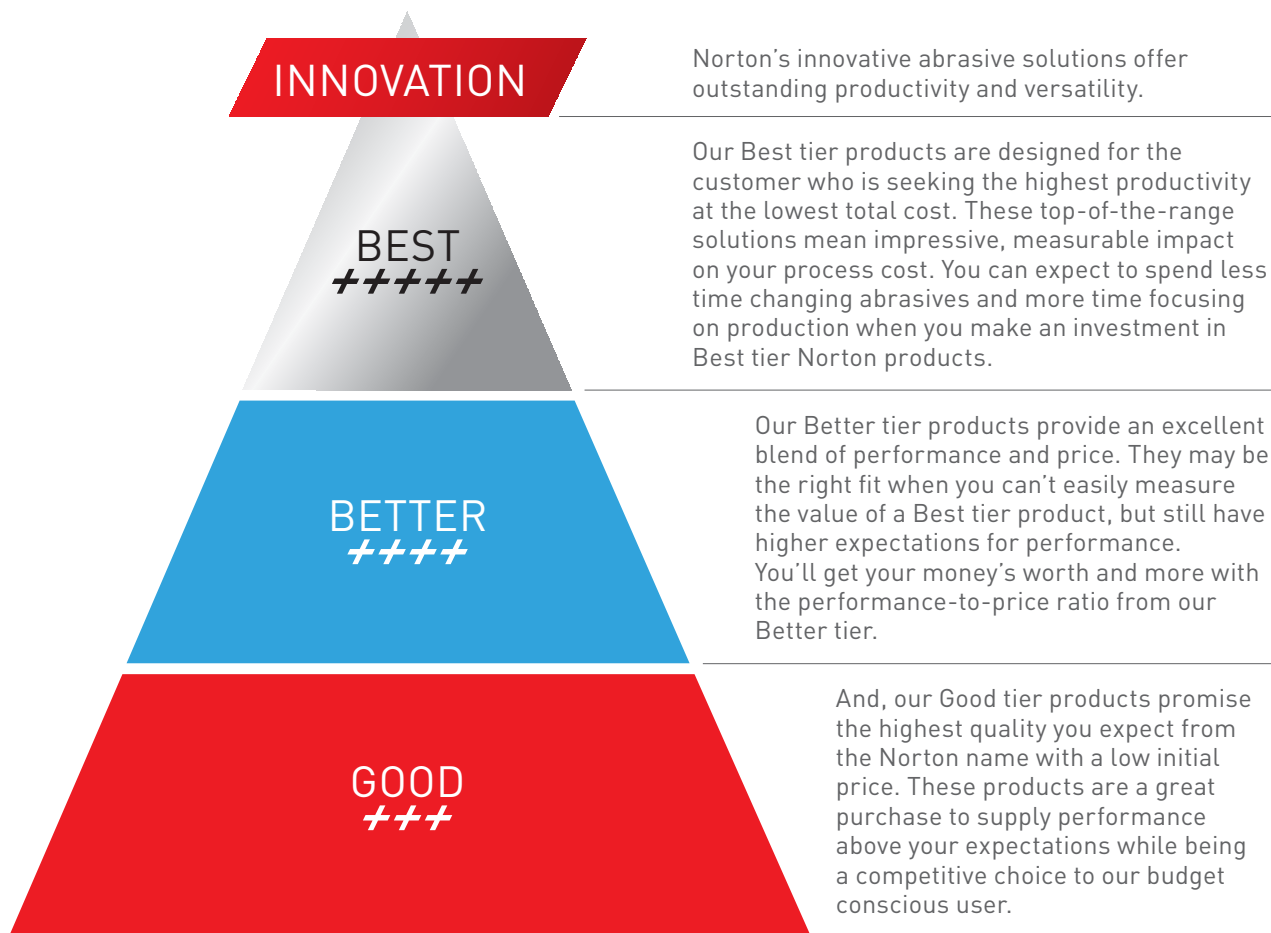 INNOVATION
Norton's innovative abrasive solutions offer
outstanding productivity and versatility.
BEST
+++++
Our Best tier products are designed for the
customer who is seeking the highest productivity
at the lowest total cost. These top-of-the-range
solutions mean impressive, measurable impact
on your process cost. You can expect to spend less
time changing abrasives and more time focusing
on production when you make an investment in
Best tier Norton products.
BETTER
++++
Our Better tier products provide an excellent
blend of performance and price. They may be
the right fit when you can't easily measure
the value of a Best tier product, but still have
higher expectations for performance.
You'll get your money's worth and more with
the performance-to-price ratio from our
Better tier.
GOOD
+++
And, our Good tier products promise
the highest quality you expect from
the Norton name with a low initial
price. These products are a great
purchase to supply performance
above your expectations while being
a competitive choice to our budget
conscious user.